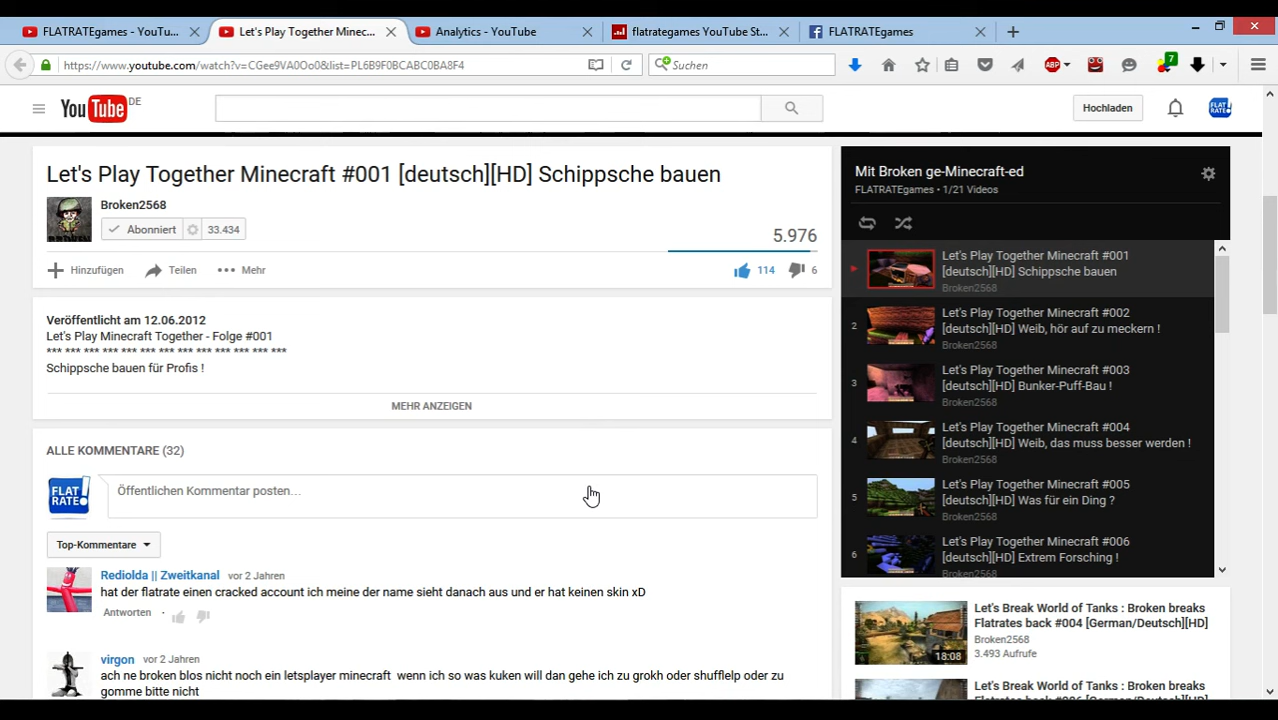 FLATRATEgames - YouTu...
Let's Play Together Minec...
Analytics - YouTube
flatrategames YouTube St...
FLATRATEgames
https://www.youtube.com/watch?v=CGee9VA0Oo0&list=PL6B9F0BCABC0BA8F4
Suchen
ABP
7
YouTube DE
Hochladen
FLAT RATE!
Let's Play Together Minecraft #001 [deutsch][HD] Schippsche bauen
Broken2568
Abonniert 33.434
5.976
Hinzufügen Teilen Mehr
114 6
Veröffentlicht am 12.06.2012
Let's Play Minecraft Together - Folge #001
*** *** *** *** *** *** *** *** *** *** *** ***
Schippsche bauen für Profis !
MEHR ANZEIGEN
ALLE KOMMENTARE (32)
FLAT
RATE!
Öffentlichen Kommentar posten...
Top-Kommentare
Rediolda || Zweitkanal vor 2 Jahren
hat der flatrate einen cracked account ich meine der name sieht danach aus und er hat keinen skin xD
Antworten
virgon vor 2 Jahren
ach ne broken blos nicht noch ein letsplayer minecraft wenn ich so was kuken will dan gehe ich zu grokh oder shufflelp oder zu
gomme bitte nicht
Mit Broken ge-Minecraft-ed
FLATRATEgames • 1/21 Videos
Let's Play Together Minecraft #001
[deutsch][HD] Schippsche bauen
Broken2568
2
Let's Play Together Minecraft #002
[deutsch][HD] Weib, hör auf zu meckern !
Broken2568
3
Let's Play Together Minecraft #003
[deutsch][HD] Bunker-Puff-Bau !
Broken2568
4
Let's Play Together Minecraft #004
[deutsch][HD] Weib, das muss besser werden !
Broken2568
5
Let's Play Together Minecraft #005
[deutsch][HD] Was für ein Ding ?
Broken2568
6
Let's Play Together Minecraft #006
[deutsch][HD] Extrem Forsching !
Broken2568
Let's Break World of Tanks : Broken breaks
Flatrates back #004 [German/Deutsch][HD]
Broken2568
3.493 Aufrufe
18:08
Let's Break World of Tanks : Broken breaks